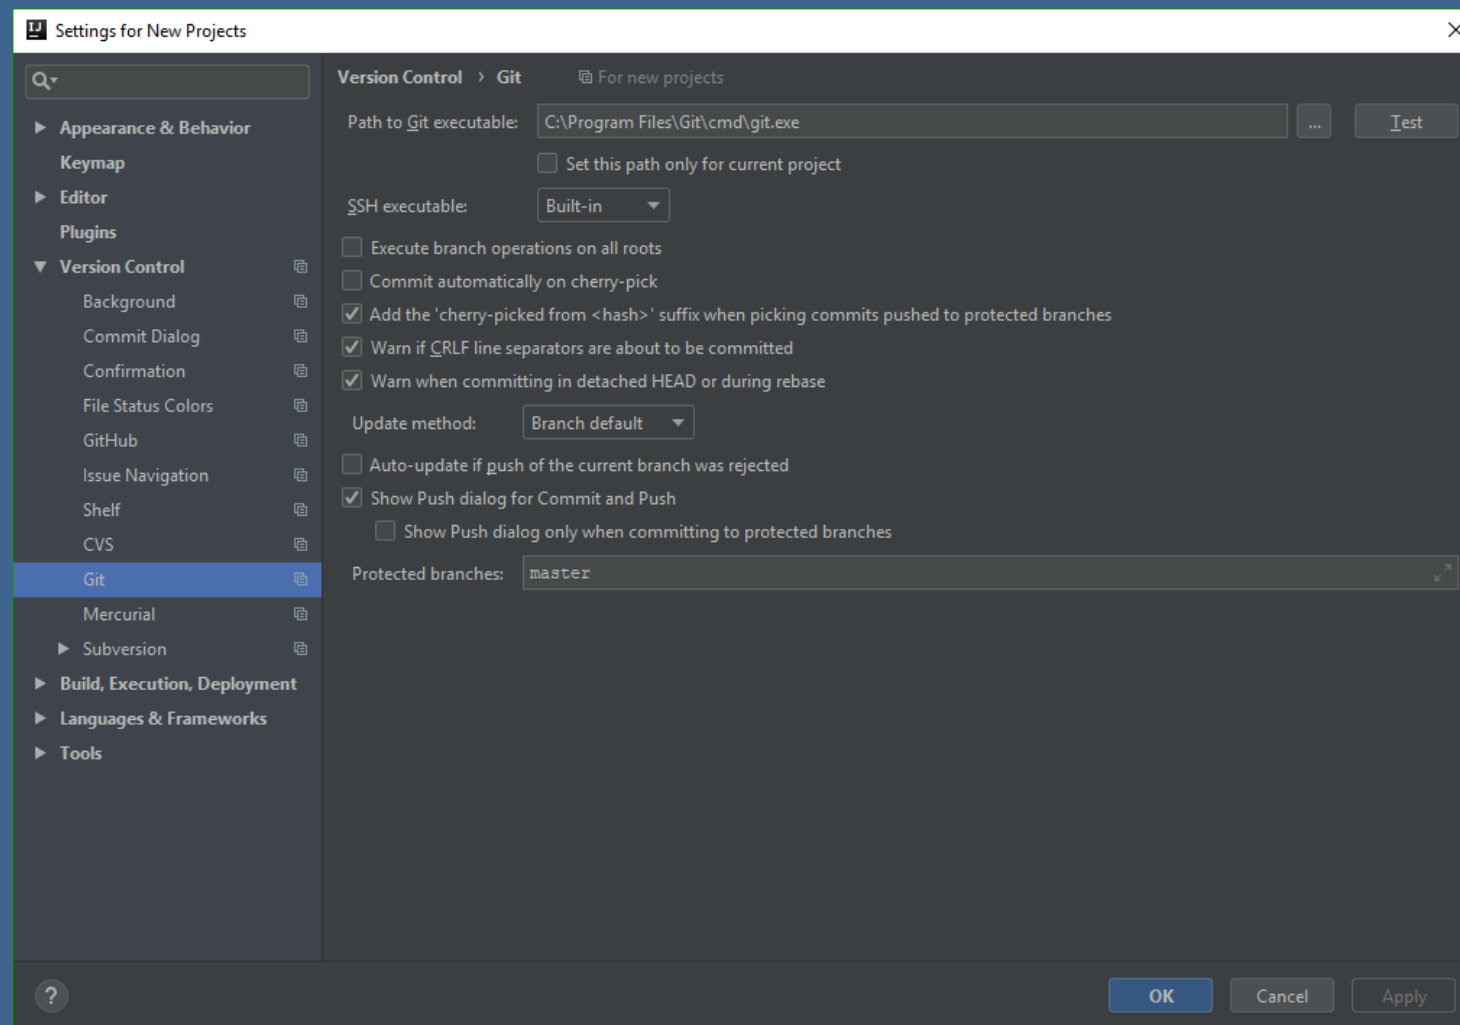 IJ Settings for New Projects
Version Control › Git For new projects
Appearance & Behavior
Keymap
Editor
Plugins
Version Control
Background
Commit Dialog
Confirmation
File Status Colors
GitHub
Issue Navigation
Shelf
CVS
Git
Mercurial
Subversion
Build, Execution, Deployment
Languages & Frameworks
Tools
Path to Git executable: C:\Program Files\Git\cmd\git.exe ... Test
Set this path only for current project
SSH executable: Built-in
Execute branch operations on all roots
Commit automatically on cherry-pick
Add the 'cherry-picked from <hash>' suffix when picking commits pushed to protected branches
Warn if CRLF line separators are about to be committed
Warn when committing in detached HEAD or during rebase
Update method: Branch default
Auto-update if push of the current branch was rejected
Show Push dialog for Commit and Push
Show Push dialog only when committing to protected branches
Protected branches: master
? OK Cancel Apply